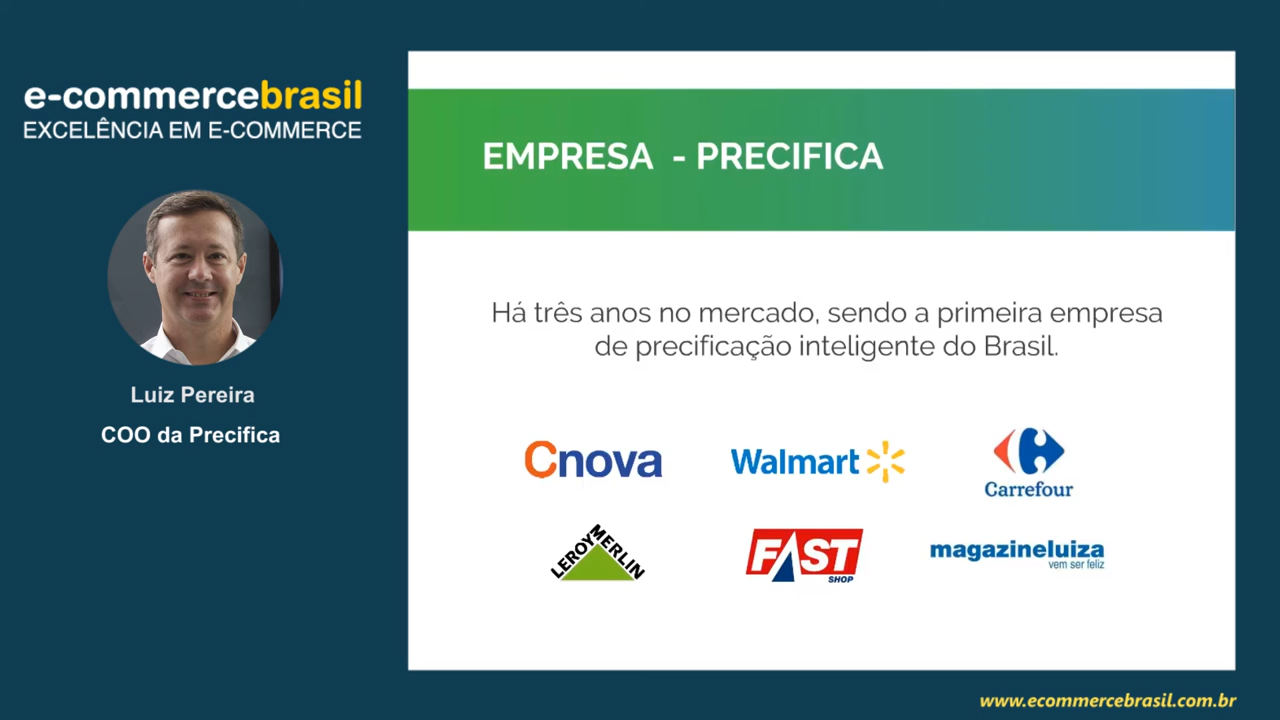 e-commercebrasil
EXCELÊNCIA EM E-COMMERCE
Luiz Pereira
COO da Precifica
EMPRESA - PRECIFICA
Há três anos no mercado, sendo a primeira empresa
de precificação inteligente do Brasil.
Cnova
Walmart
Carrefour
LEROY MERLIN
FAST
SHOP
magazineluiza
vem ser feliz
www.ecommercebrasil.com.br